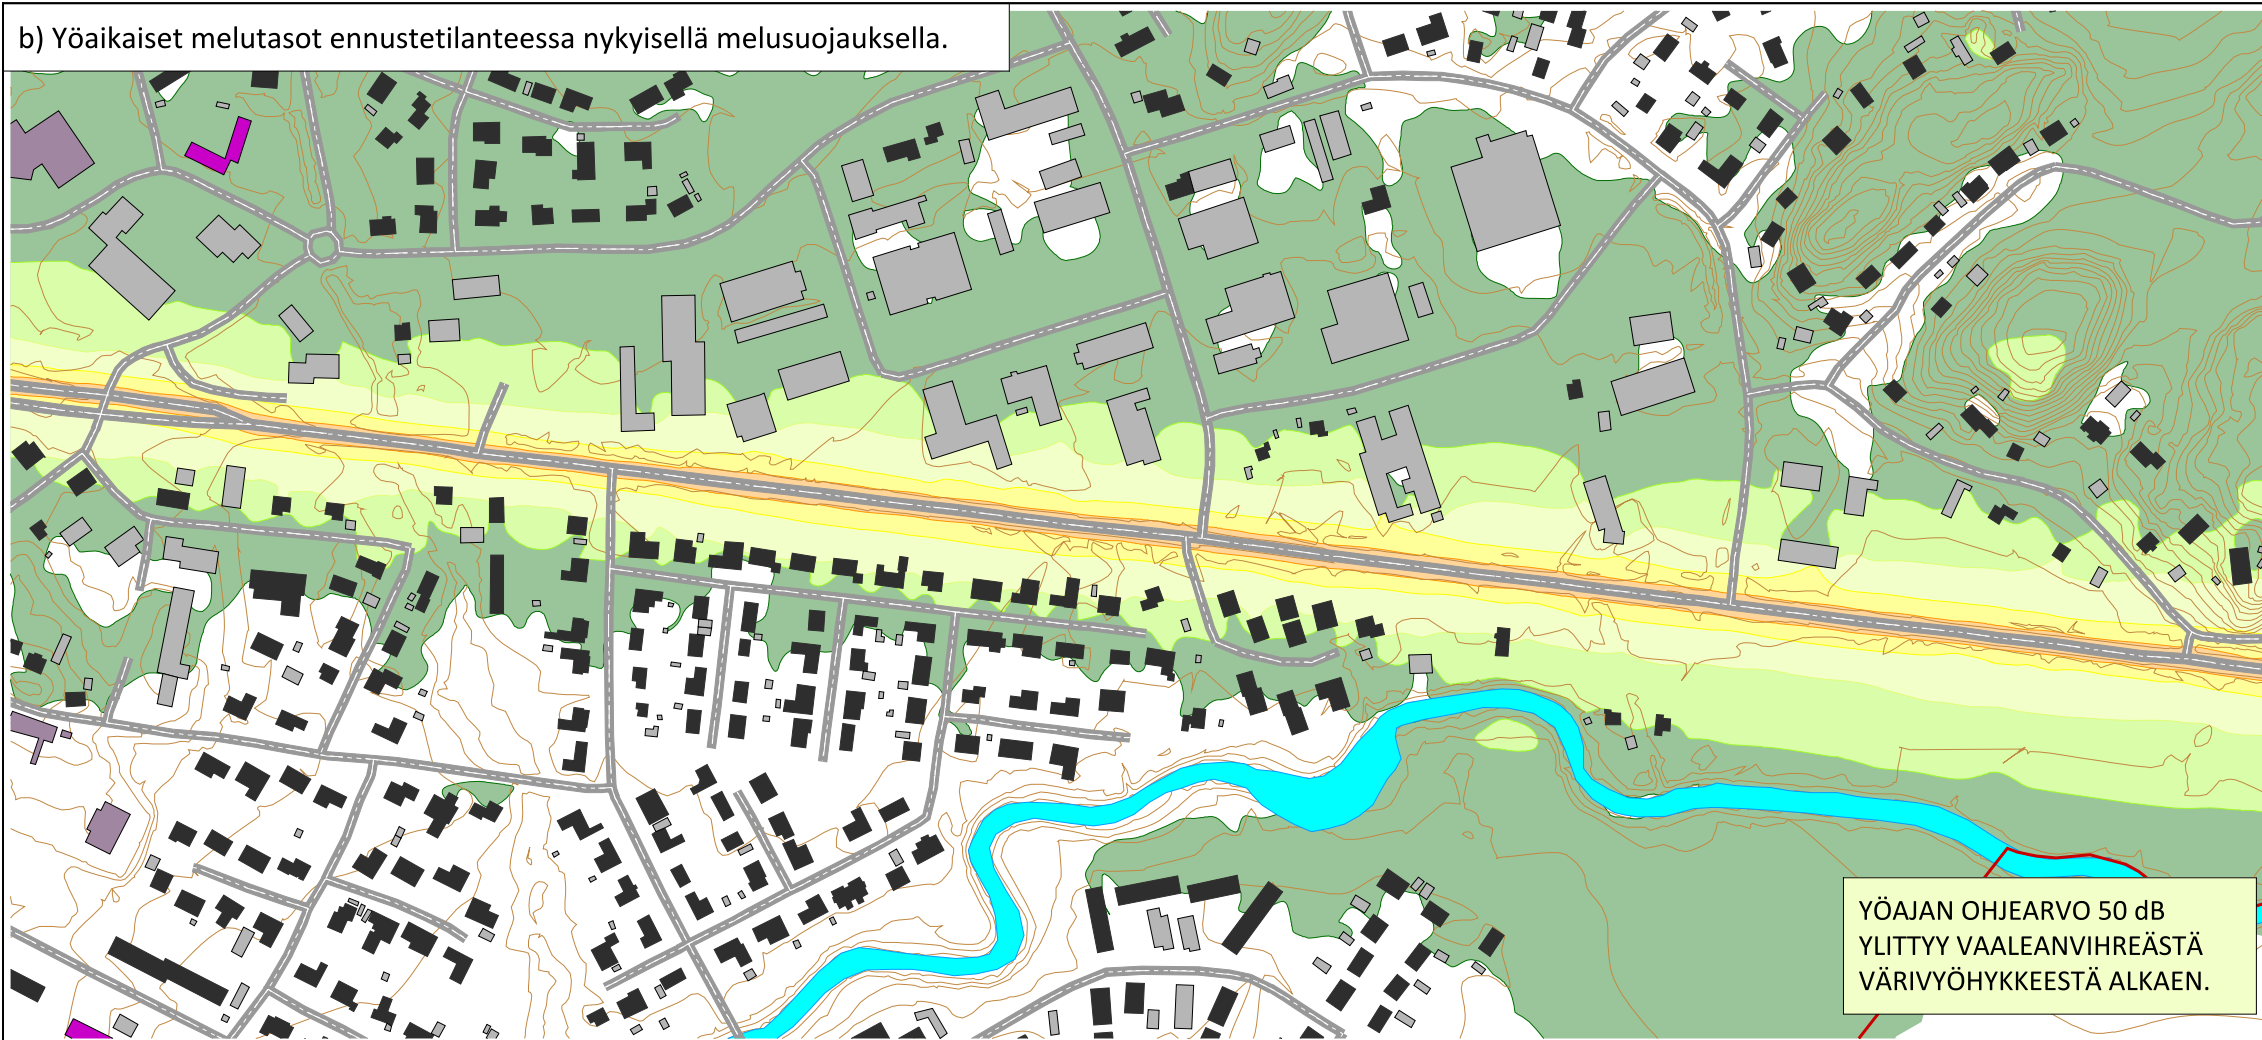 b) Yöaikaiset melutasot ennustetilanteessa nykyisellä melusuojauksella.
YÖAJAN OHJEARVO 50 dB
YLITTYY VAALEANVIHREÄSTÄ
VÄRIVYÖHYKKEESTÄ ALKAEN.